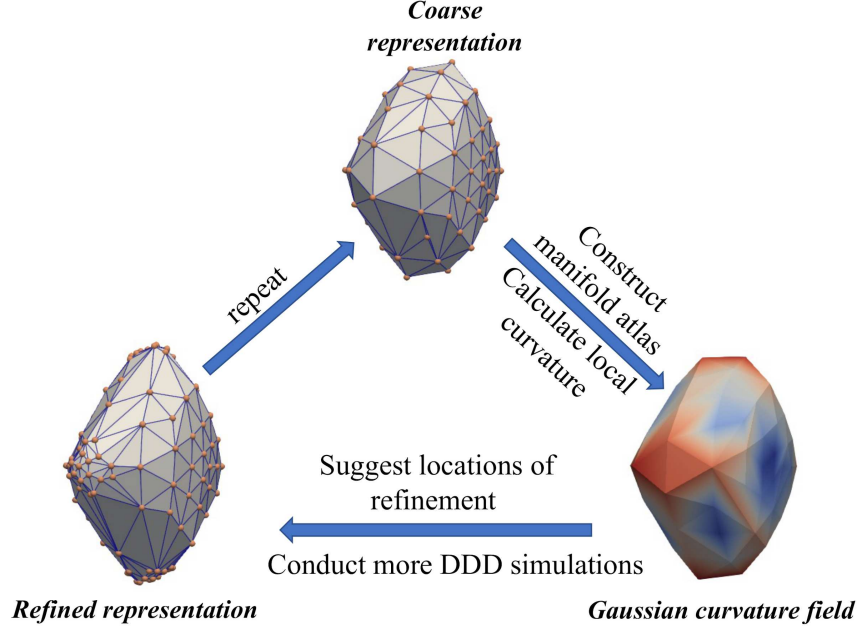 Coarse
representation
Construct
manifold atlas
Calculate local
curvature
repeat
Suggest locations of
refinement
Conduct more DDD simulations
Refined representation
Gaussian curvature field